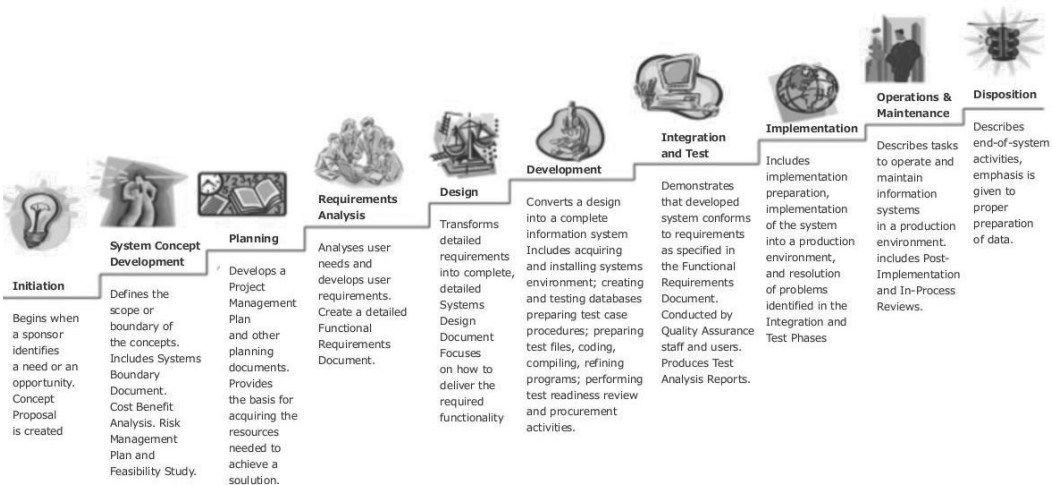 Initiation
Begins when
a sponsor
identifies
a need or an
opportunity.
Concept
Proposal
is created
System Concept
Development
Defines the
scope or
boundary of
the concepts.
Includes Systems
Boundary
Document.
Cost Benefit
Analysis. Risk
Management
Plan and
Feasibility Study.
Planning
Develops a
Project
Management
Plan
and other
planning
documents.
Provides
the basis for
acquiring the
resources
needed to
achieve a
soulution.
Requirements
Analysis
Analyses user
needs and
develops user
requirements.
Create a detailed
Functional
Requirements
Document.
Design
Transforms
detailed
requirements
into complete,
detailed
Systems
Design
Document
Focuses
on how to
deliver the
required
functionality
Development
Converts a design
into a complete
information system
Includes acquiring
and installing systems
environment; creating
and testing databases
preparing test case
procedures; preparing
test files, coding,
compiling, refining
programs; performing
test readiness review
and procurement
activities.
Integration
and Test
Demonstrates
that developed
system conforms
to requirements
as specified in
the Functional
Requirements
Document.
Conducted by
Quality Assurance
staff and users.
Produces Test
Analysis Reports.
Implementation
Includes
implementation
preparation,
implementation
of the system
into a production
environment,
and resolution
of problems
identified in the
Integration and
Test Phases
Operations &
Maintenance
Describes tasks
to operate and
maintain
information
systems
in a production
environment.
includes Post-
Implementation
and In-Process
Reviews.
Disposition
Describes
end-of-system
activities,
emphasis is
given to
proper
preparation
of data.